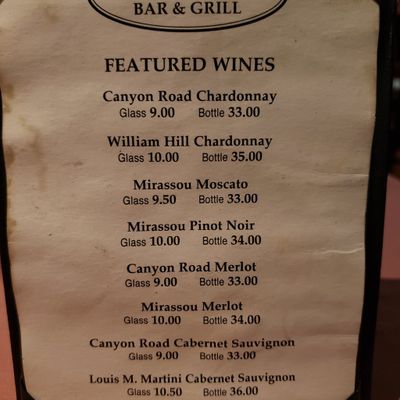 BAR & GRILL
FEATURED WINES
Canyon Road Chardonnay
Glass 9.00 Bottle 33.00
William Hill Chardonnay
Glass 10.00 Bottle 35.00
Mirassou Moscato
Glass 9.50 Bottle 33.00
Mirassou Pinot Noir
Glass 10.00 Bottle 34.00
Canyon Road Merlot
Glass 9.00 Bottle 33.00
Mirassou Merlot
Glass 10.00 Bottle 34.00
Canyon Road Cabernet Sauvignon
Glass 9.00 Bottle 33.00
Louis M. Martini Cabernet Sauvignon
Glass 10.50 Bottle 36.00